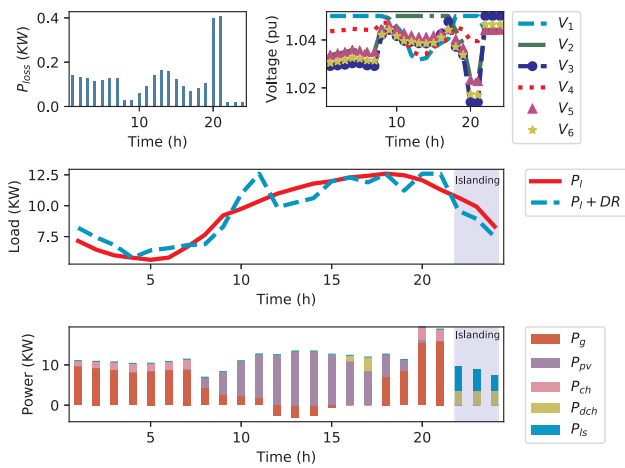 0.4
0.2
0.0
P_loss (KW)
10
20
Time (h)
1.04
1.02
Voltage (pu)
10
20
Time (h)
V_1
V_2
V_3
V_4
V_5
V_6
12.5
10.0
7.5
Load (KW)
Islanding
5
10
15
20
Time (h)
P_l
P_l + DR
10
0
Power (KW)
Islanding
5
10
15
20
Time (h)
P_g
P_pv
P_ch
P_dch
P_ls